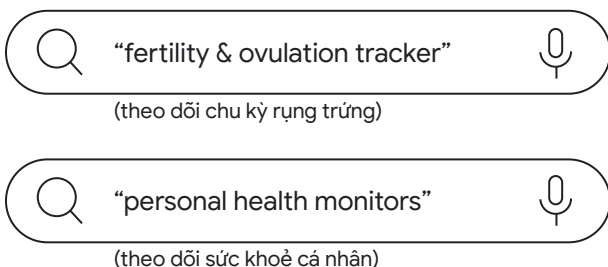 “fertility & ovulation tracker”
(theo dõi chu kỳ rụng trứng)
“personal health monitors”
(theo dõi sức khoẻ cá nhân)